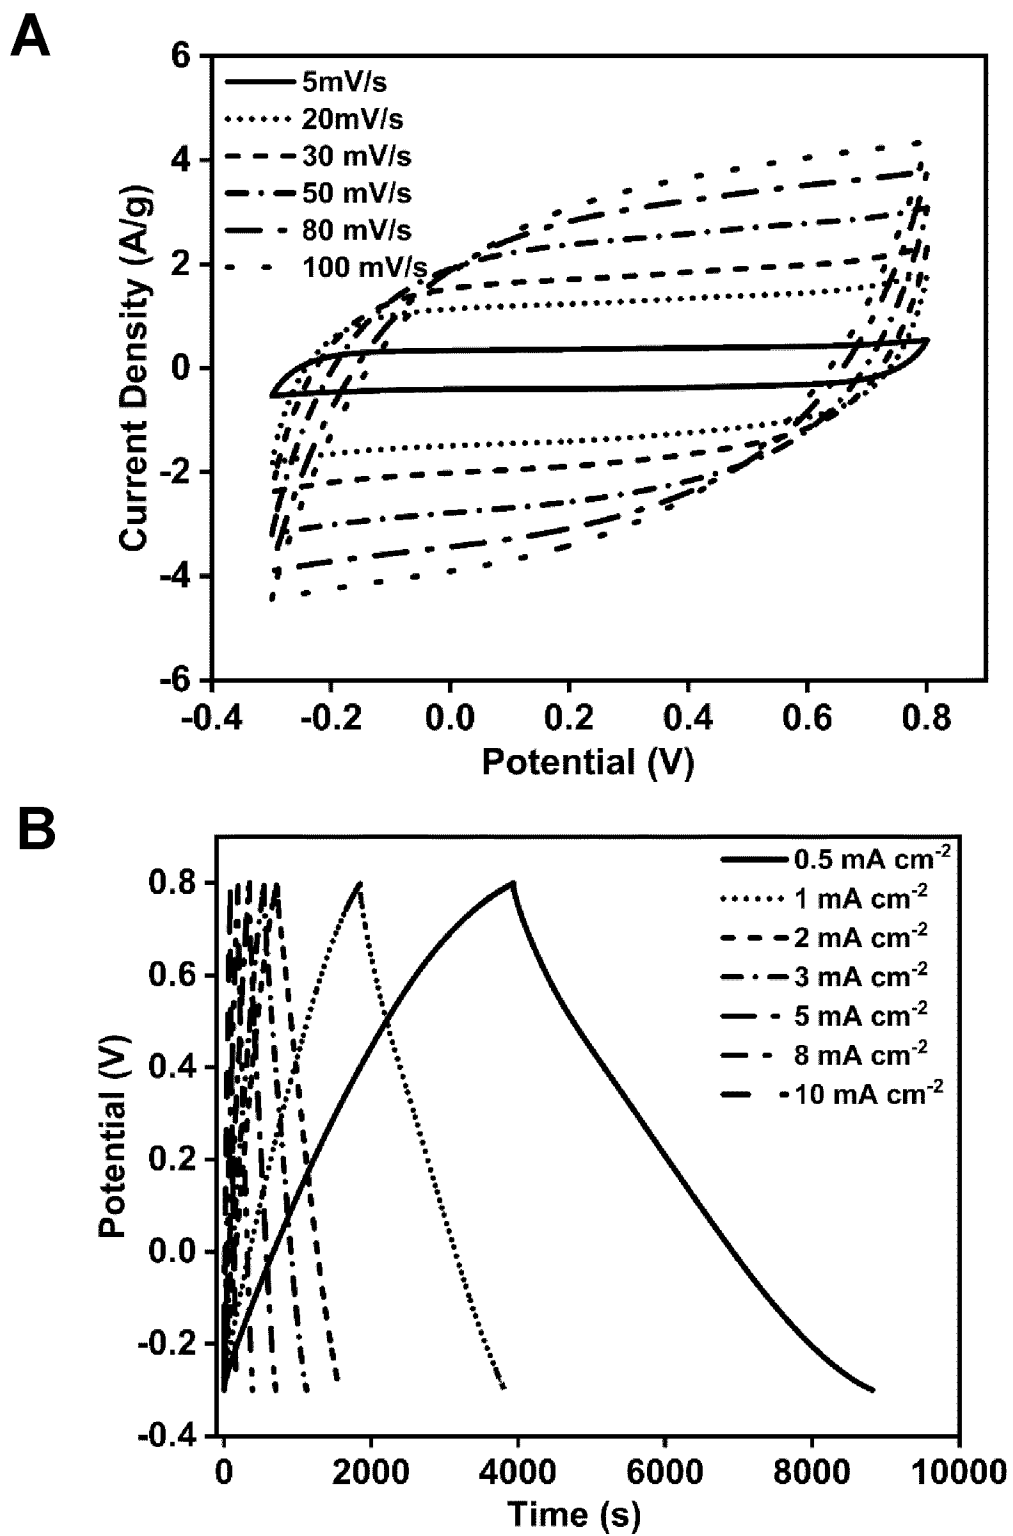 A
6
4
2
0
-2
-4
-6
Current Density (A/g)
5mV/s
20mV/s
30 mV/s
50 mV/s
80 mV/s
100 mV/s
-0.4 -0.2 0.0 0.2 0.4 0.6 0.8
Potential (V)
B
0.8
0.6
0.4
0.2
0.0
-0.2
-0.4
Potential (V)
0.5 mA cm-2
1 mA cm-2
2 mA cm-2
3 mA cm-2
5 mA cm-2
8 mA cm-2
10 mA cm-2
0 2000 4000 6000 8000 10000
Time (s)